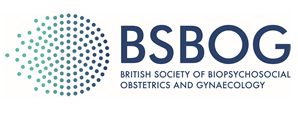 BSBOG
BRITISH SOCIETY OF BIOPSYCHOSOCIAL
OBSTETRICS AND GYNAECOLOGY